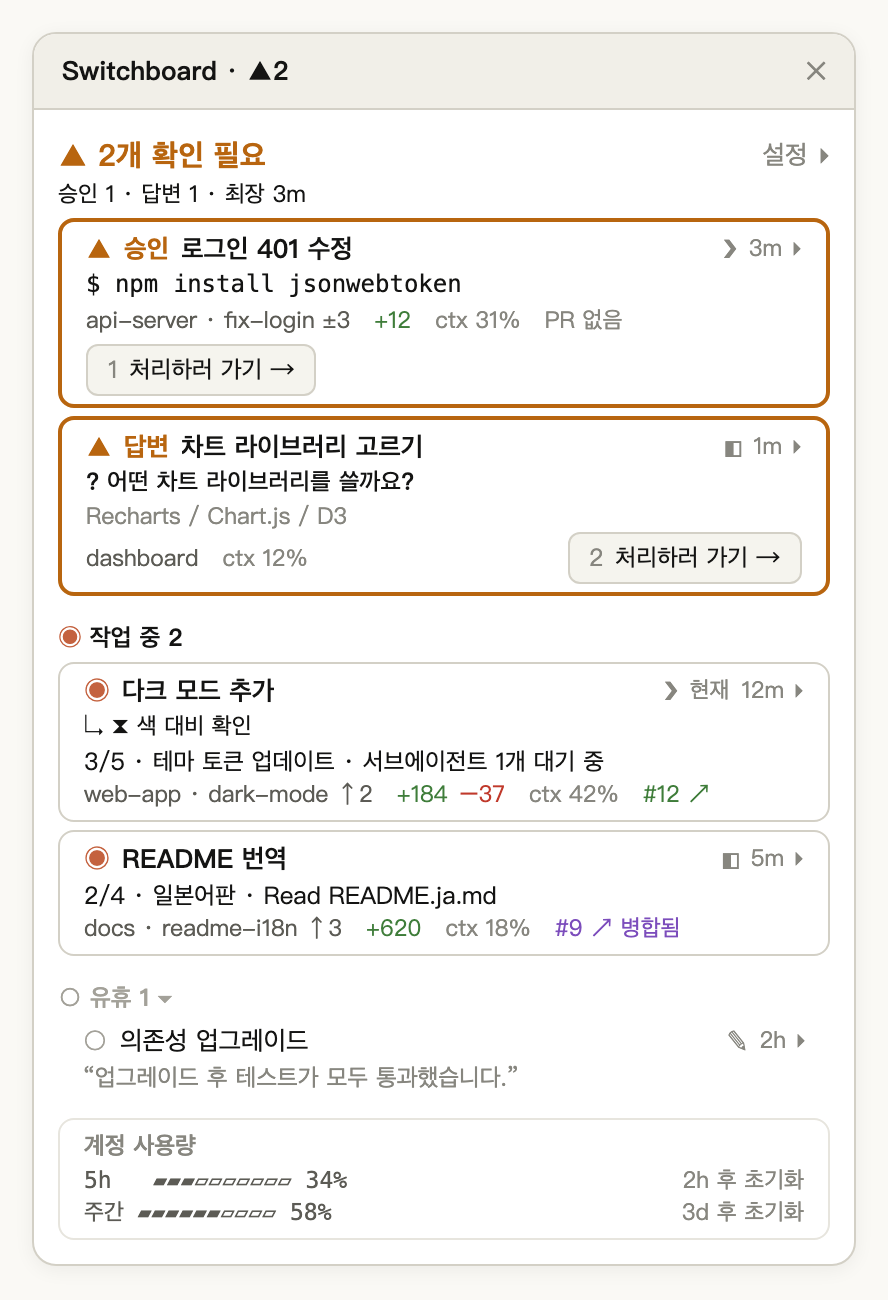 Switchboard · ▲2 ×
▲ 2개 확인 필요 설정 ▸
승인 1 · 답변 1 · 최장 3m
▲ 승인 로그인 401 수정 ❯ 3m ▸
$ npm install jsonwebtoken
api-server · fix-login ±3 +12 ctx 31% PR 없음
1 처리하러 가기 →
▲ 답변 차트 라이브러리 고르기 ◧ 1m ▸
? 어떤 차트 라이브러리를 쓸까요?
Recharts / Chart.js / D3
dashboard ctx 12% 2 처리하러 가기 →
◉ 작업 중 2
◉ 다크 모드 추가 ❯ 현재 12m ▸
↳ ⧗ 색 대비 확인
3/5 · 테마 토큰 업데이트 · 서브에이전트 1개 대기 중
web-app · dark-mode ↑2 +184 −37 ctx 42% #12 ↗
◉ README 번역 ◧ 5m ▸
2/4 · 일본어판 · Read README.ja.md
docs · readme-i18n ↑3 +620 ctx 18% #9 ↗ 병합됨
○ 유휴 1 ▾
○ 의존성 업그레이드 ✎ 2h ▸
“업그레이드 후 테스트가 모두 통과했습니다.”
계정 사용량
5h ▰▰▰▱▱▱▱▱▱▱ 34% 2h 후 초기화
주간 ▰▰▰▰▰▰▱▱▱▱ 58% 3d 후 초기화